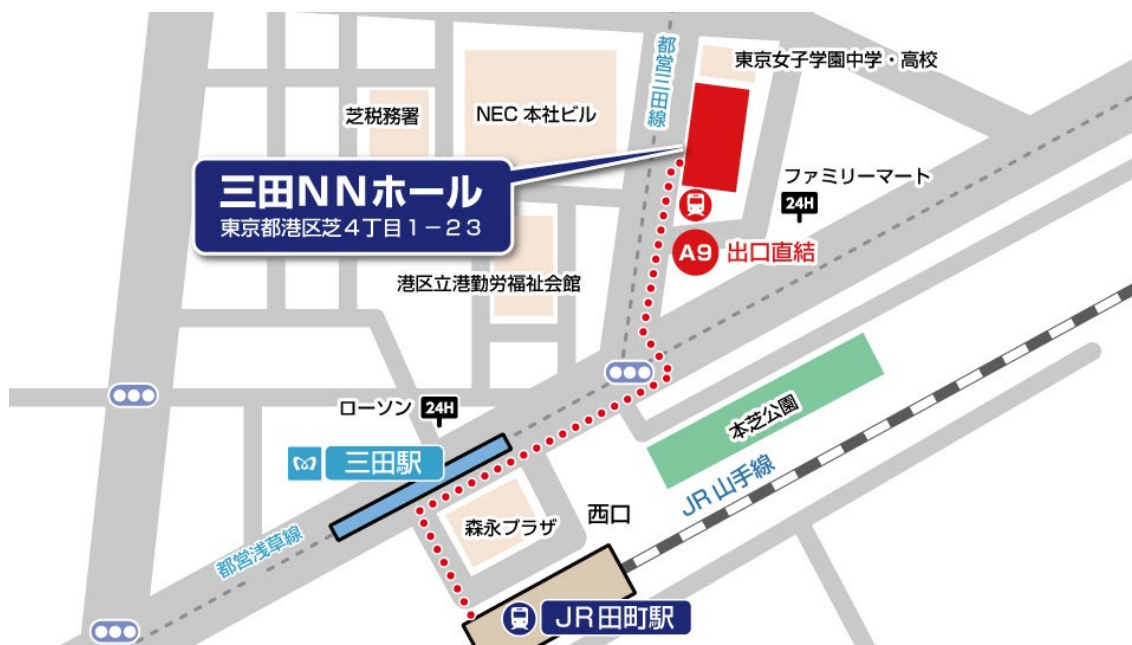 東京女子学園中学・高校
都営三田線
芝税務署
NEC 本社ビル
三田NNホール
東京都港区芝4丁目1-23
ファミリーマート
24H
A9 出口直結
港区立港勤労福祉会館
ローソン 24H
本芝公園
三田駅
JR山手線
西口
森永プラザ
都営浅草線
JR田町駅